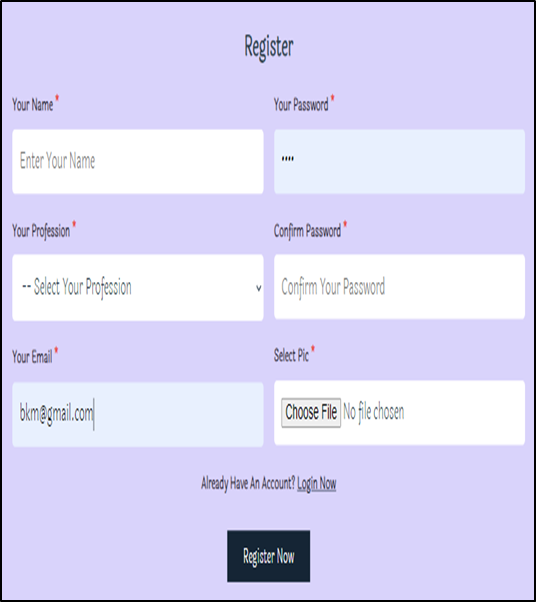 Register
Your Name *
Your Password *
Enter Your Name
••••
Your Profession *
Confirm Password *
-- Select Your Profession
Confirm Your Password
Your Email *
Select Pic *
bkm@gmail.com
Choose File No file chosen
Already Have An Account? Login Now
Register Now